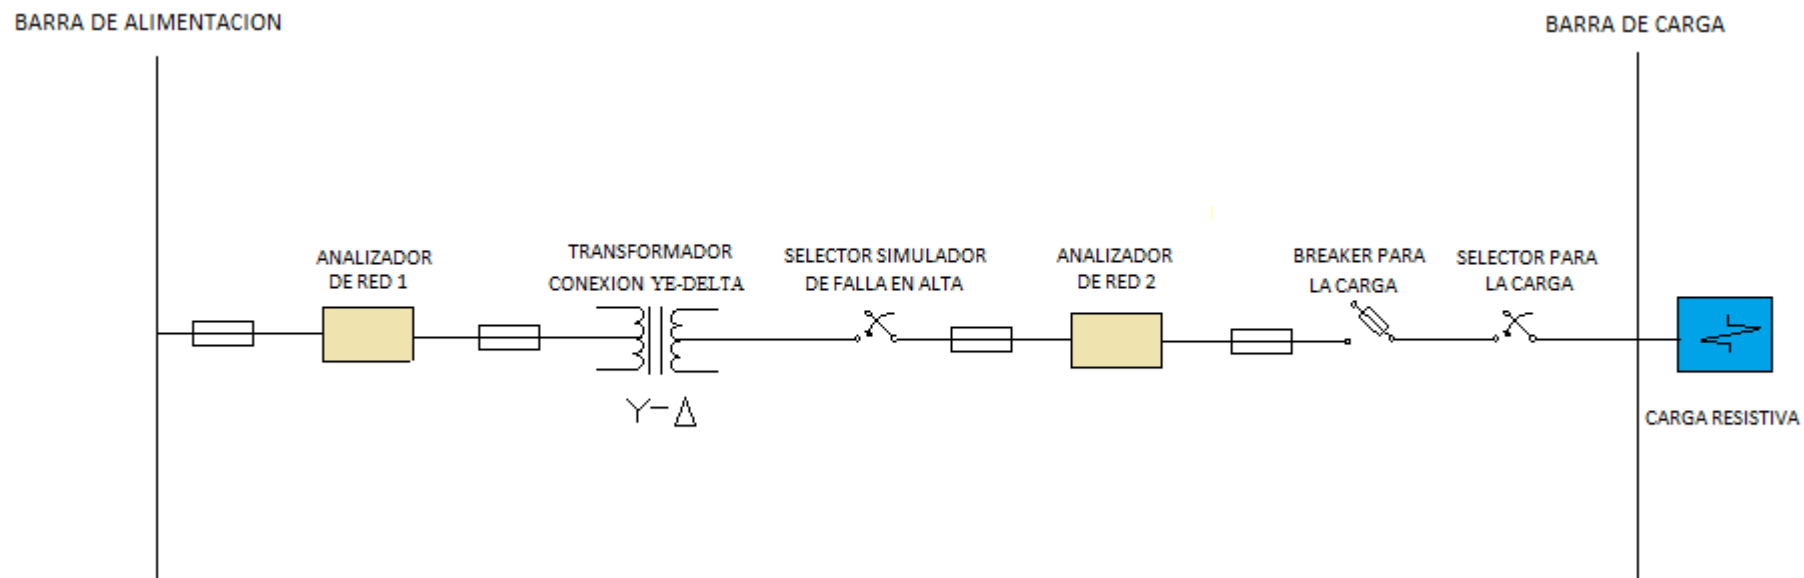 BARRA DE ALIMENTACION
BARRA DE CARGA
ANALIZADOR
DE RED 1
TRANSFORMADOR
CONEXION YE-DELTA
SELECTOR SIMULADOR
DE FALLA EN ALTA
ANALIZADOR
DE RED 2
BREAKER PARA
LA CARGA
SELECTOR PARA
LA CARGA
Y-Δ
CARGA RESISTIVA